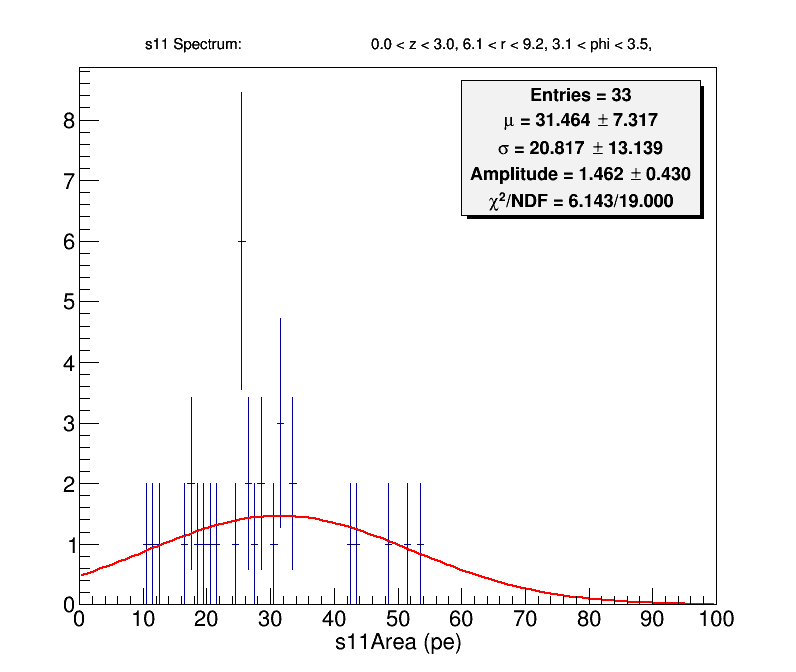 s11 Spectrum: 0.0 < z < 3.0, 6.1 < r < 9.2, 3.1 < phi < 3.5,
Entries = 33
μ = 31.464 ± 7.317
σ = 20.817 ± 13.139
Amplitude = 1.462 ± 0.430
χ²/NDF = 6.143/19.000
8
7
6
5
4
3
2
1
0
0 10 20 30 40 50 60 70 80 90 100
s11Area (pe)